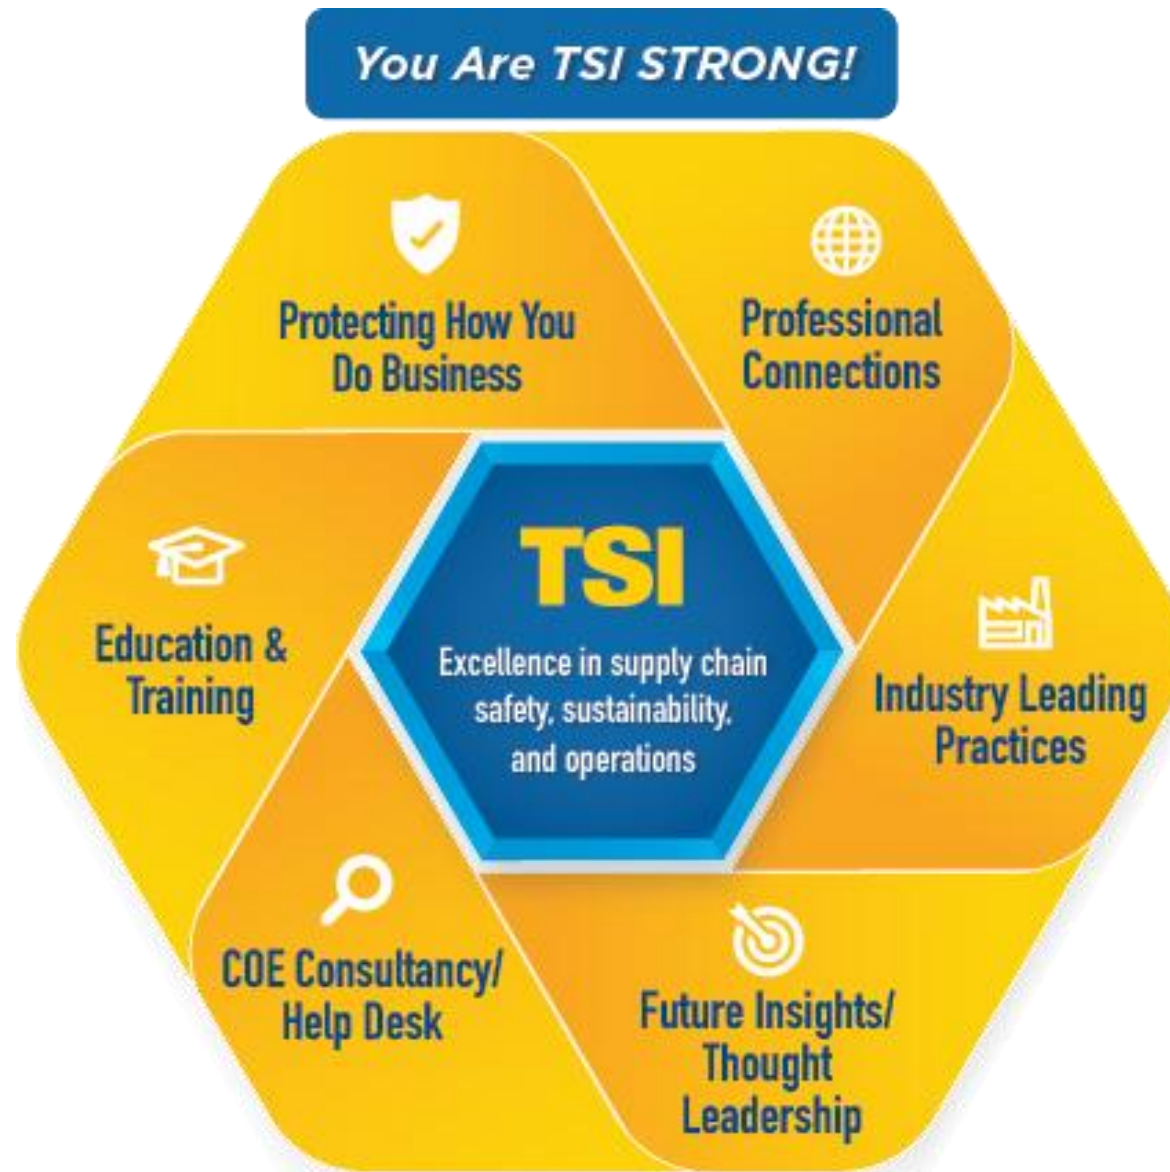 You Are TSI STRONG!
Protecting How You
Do Business
Professional
Connections
Education &
Training
TSI
Excellence in supply chain
safety, sustainability,
and operations
Industry Leading
Practices
COE Consultancy/
Help Desk
Future Insights/
Thought
Leadership